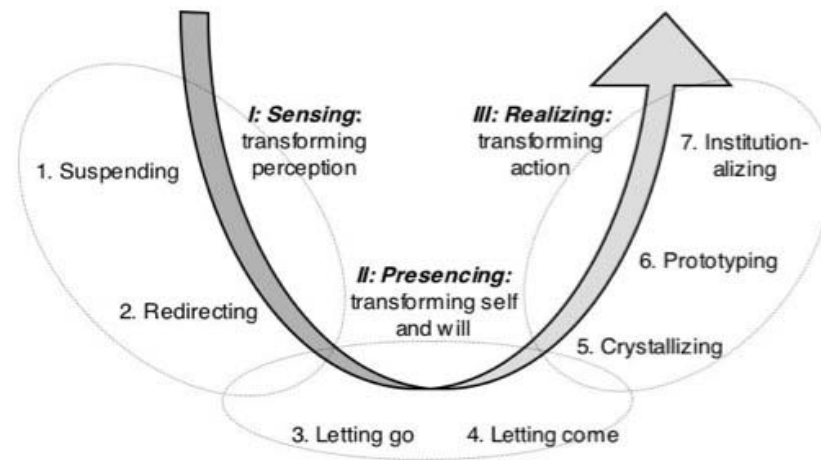 I: Sensing:
transforming
perception
1. Suspending
2. Redirecting
II: Presencing:
transforming self
and will
3. Letting go
4. Letting come
III: Realizing:
transforming
action
5. Crystallizing
6. Prototyping
7. Institution-
alizing